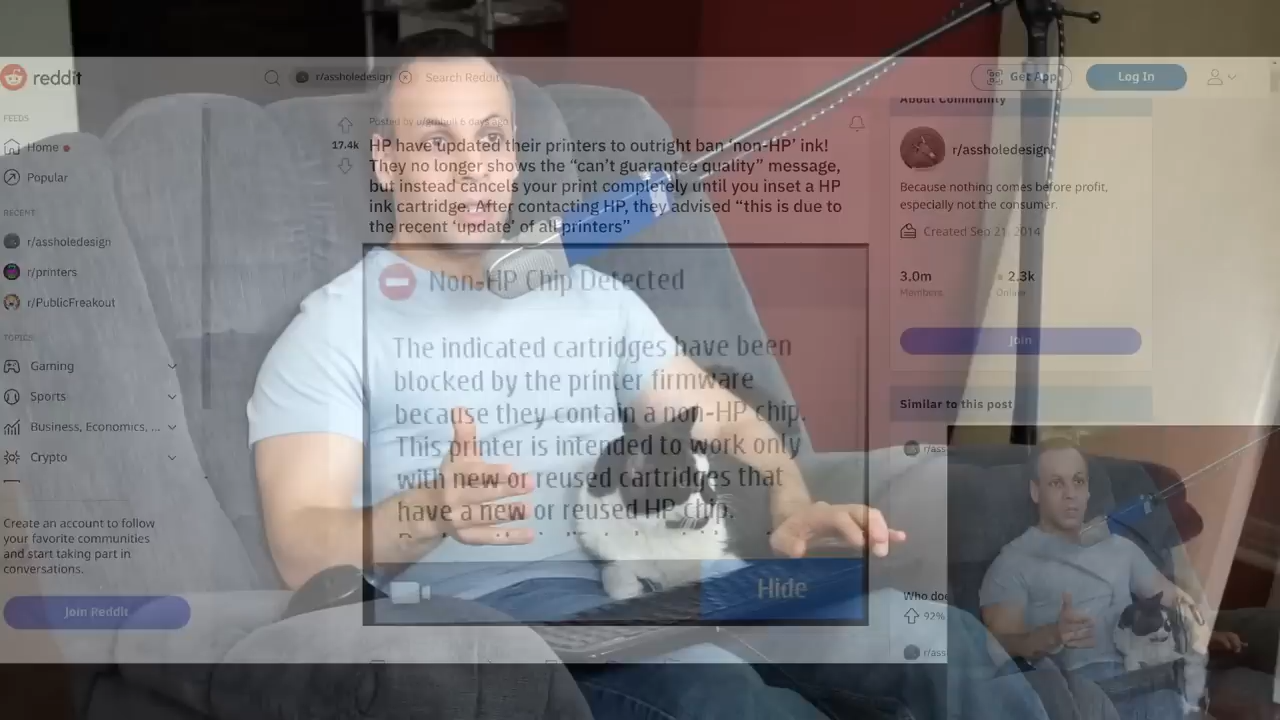 reddit
r/assholedesign
Search Reddit
Get App
Log In
FEEDS
Home
Popular
RECENT
r/assholedesign
r/printers
r/PublicFreakout
TOPICS
Gaming
Sports
Business, Economics, ...
Crypto
Create an account to follow
your favorite communities
and start taking part in
conversations.
Join Reddit
17.4k
6 days ago
HP have updated their printers to outright ban ‘non-HP’ ink!
They no longer shows the “can’t guarantee quality” message,
but instead cancels your print completely until you inset a HP
ink cartridge. After contacting HP, they advised “this is due to
the recent ‘update’ of all printers”
Non-HP Chip Detected
The indicated cartridges have been
blocked by the printer firmware
because they contain a non-HP chip.
This printer is intended to work only
with new or reused cartridges that
have a new or reused HP chip.
Hide
About Community
r/assholedesign
Because nothing comes before profit,
especially not the consumer.
Created Sep 21, 2014
3.0m
2.3k
Members
Online
Join
Similar to this post
r/ass
Who doe
92%
r/ass